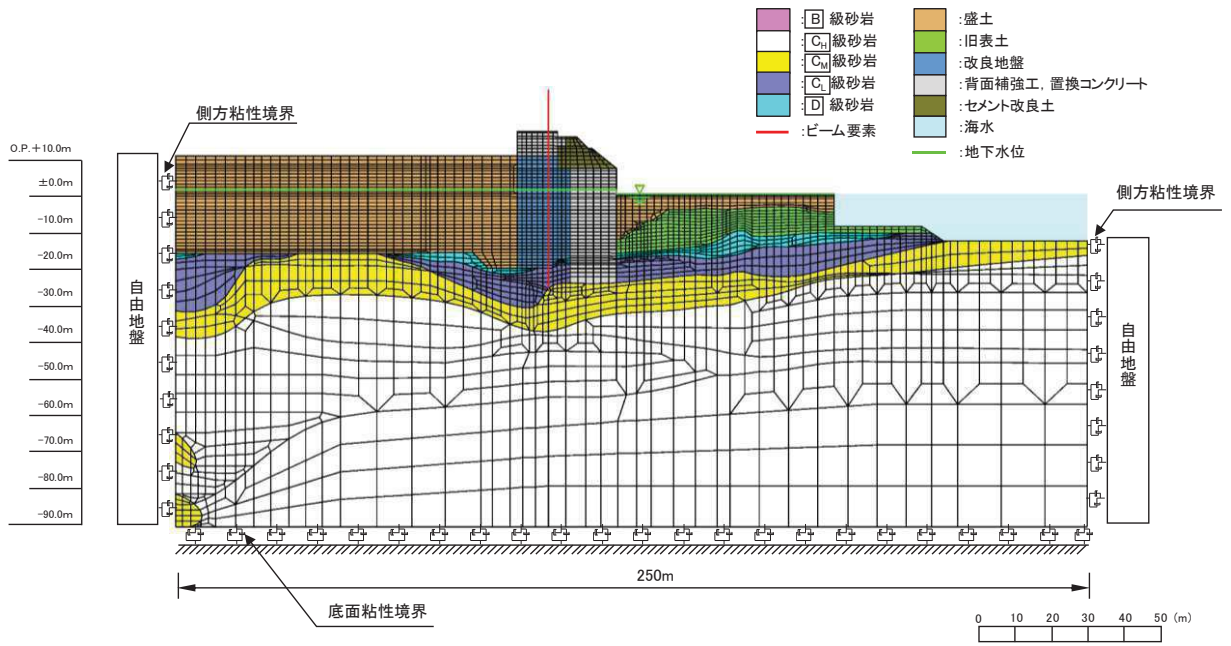 :B 級砂岩
:CH級砂岩
:CM級砂岩
:CL級砂岩
:D 級砂岩
:ビーム要素
:盛土
:旧表土
:改良地盤
:背面補強工, 置換コンクリート
:セメント改良土
:海水
:地下水位
側方粘性境界
側方粘性境界
O.P.+10.0m
±0.0m
-10.0m
-20.0m
-30.0m
-40.0m
-50.0m
-60.0m
-70.0m
-80.0m
-90.0m
自由地盤
自由地盤
250m
底面粘性境界
0 10 20 30 40 50 (m)